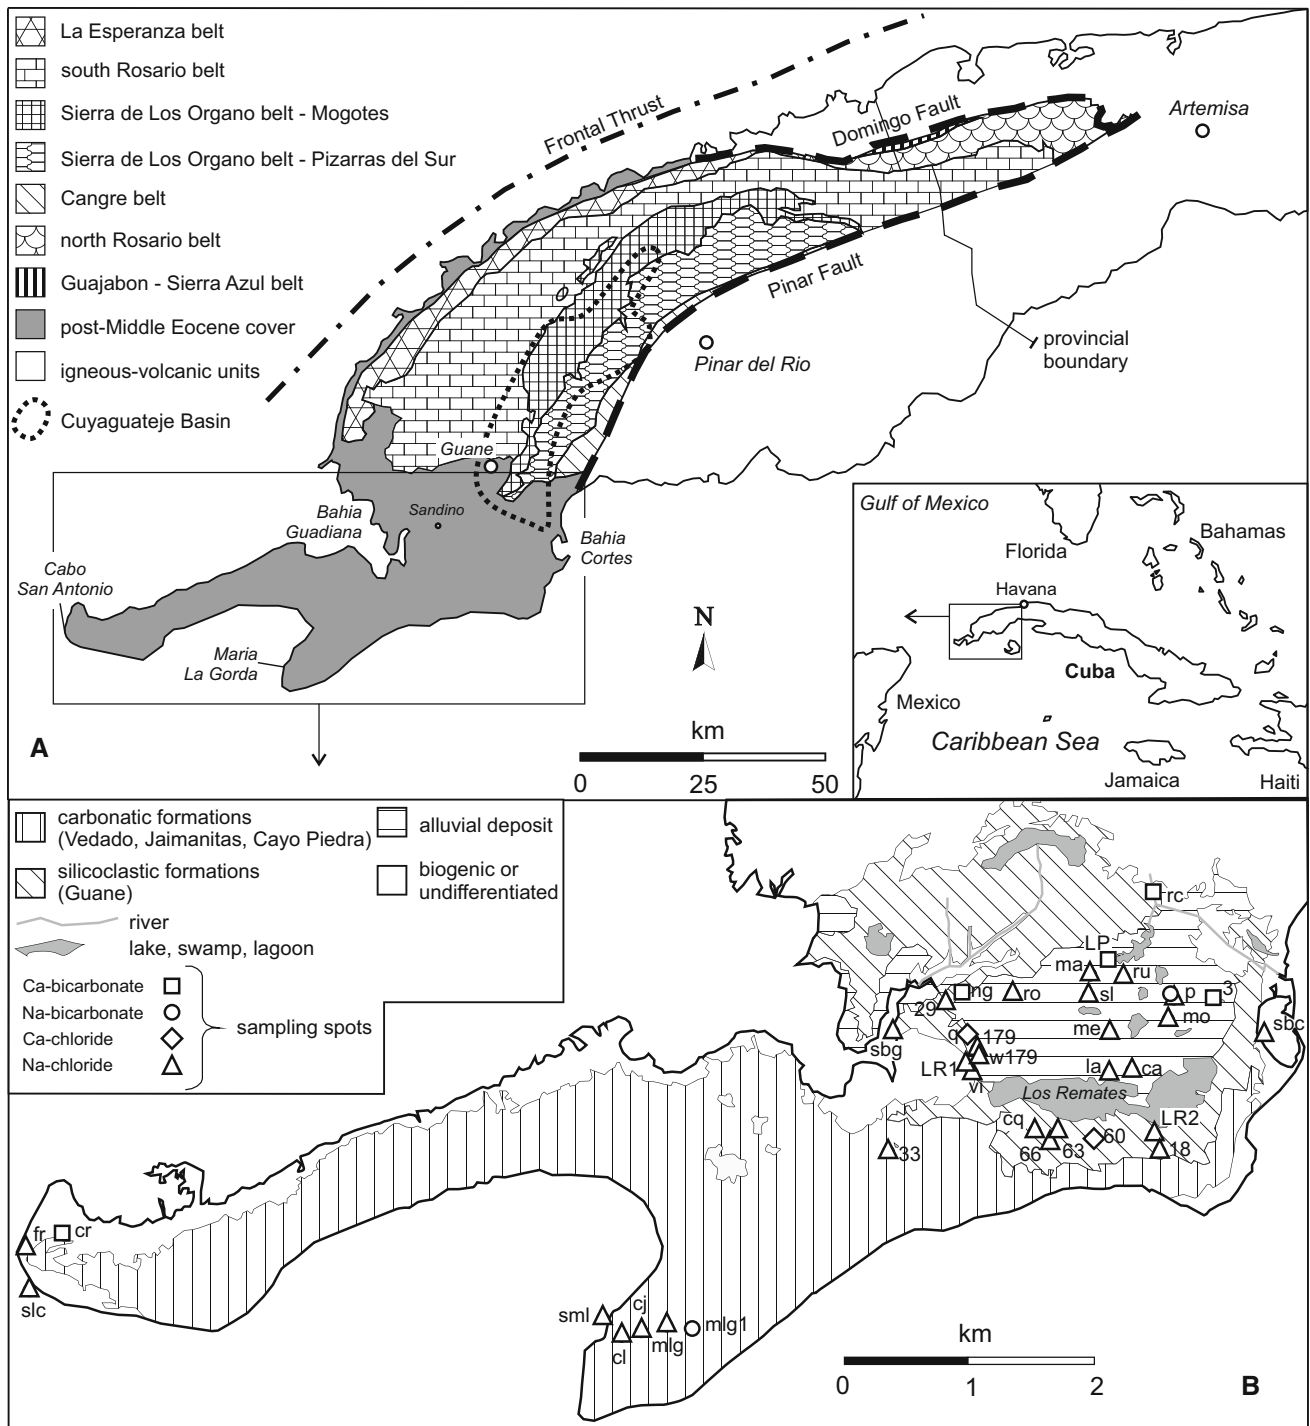 La Esperanza belt
south Rosario belt
Sierra de Los Organo belt - Mogotes
Sierra de Los Organo belt - Pizarras del Sur
Cangre belt
north Rosario belt
Guajabon - Sierra Azul belt
post-Middle Eocene cover
igneous-volcanic units
Cuyaguateje Basin
Frontal Thrust
Domingo Fault
Artemisa
Pinar Fault
Pinar del Rio
provincial
boundary
Guane
Bahia
Guadiana
Sandino
Bahia
Cortes
Cabo
San Antonio
Maria
La Gorda
N
km
0 25 50
A
Gulf of Mexico
Florida
Bahamas
Havana
Cuba
Mexico
Caribbean Sea
Jamaica
Haiti
carbonatic formations
(Vedado, Jaimanitas, Cayo Piedra)
silicoclastic formations
(Guane)
river
lake, swamp, lagoon
alluvial deposit
biogenic or
undifferentiated
Ca-bicarbonate
Na-bicarbonate
Ca-chloride
Na-chloride
sampling spots
rc
LP
ma
ru
ng
ro
sl
p
3
29
mo
sbg
q
179
me
sbc
w179
LR1
vl
la
ca
Los Remates
cq
LR2
66
63
60
18
33
fr
cr
slc
sml
cj
cl
mlg
mlg1
km
0 1 2
B